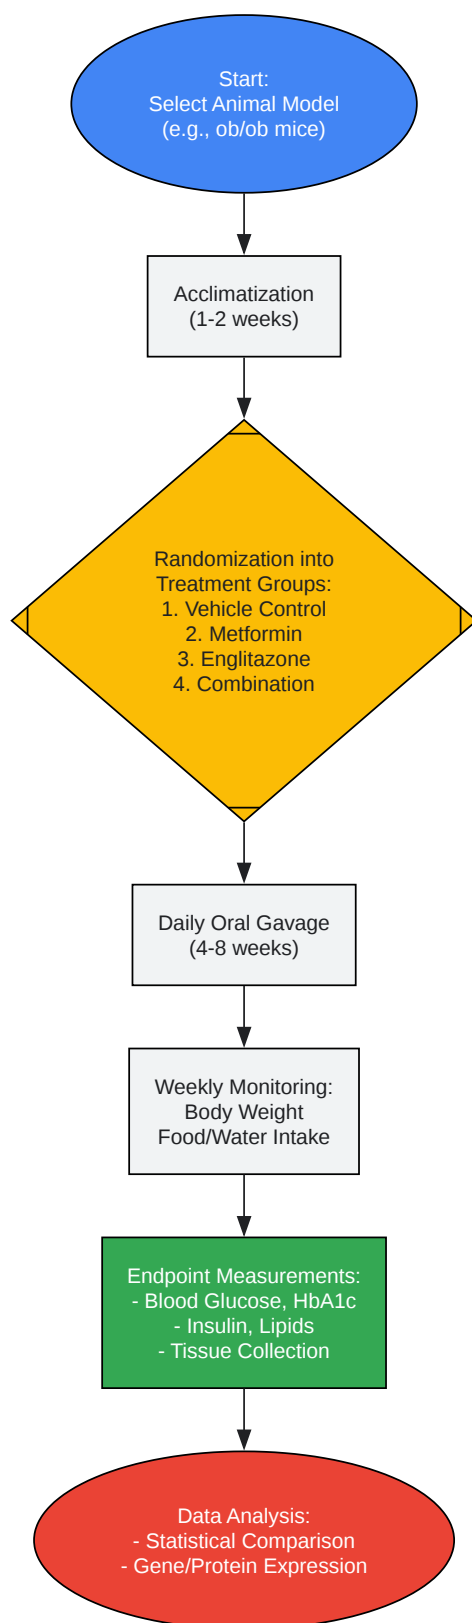 Start:
Select Animal Model
(e.g., ob/ob mice)
Acclimatization
(1-2 weeks)
Randomization into
Treatment Groups:
1. Vehicle Control
2. Metformin
3. Englitazone
4. Combination
Daily Oral Gavage
(4-8 weeks)
Weekly Monitoring:
Body Weight
Food/Water Intake
Endpoint Measurements:
- Blood Glucose, HbA1c
- Insulin, Lipids
- Tissue Collection
Data Analysis:
- Statistical Comparison
- Gene/Protein Expression